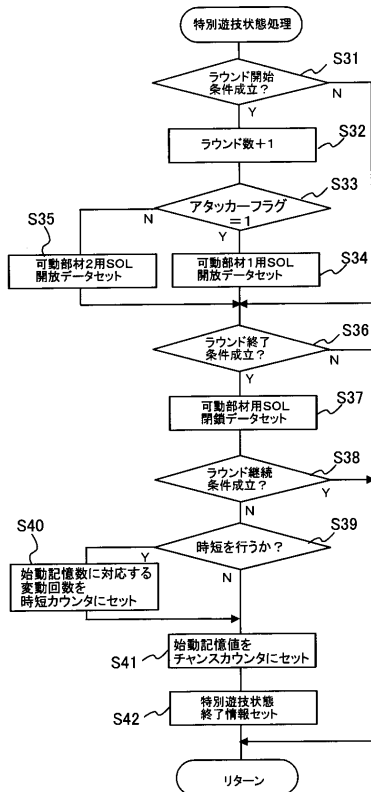 特別遊技状態処理
S31
ラウンド開始
条件成立?
N
Y
S32
ラウンド数+1
S33
アタッカーフラグ
=1
N
Y
S35
S34
可動部材2用SOL
開放データセット
可動部材1用SOL
開放データセット
S36
ラウンド終了
条件成立?
N
Y
S37
可動部材用SOL
閉鎖データセット
S38
ラウンド継続
条件成立?
Y
N
S39
S40
時短を行うか?
Y
N
始動記憶数に対応する
変動回数を
時短カウンタにセット
始動記憶値を
チャンスカウンタにセット
S41
特別遊技状態
終了情報セット
S42
リターン